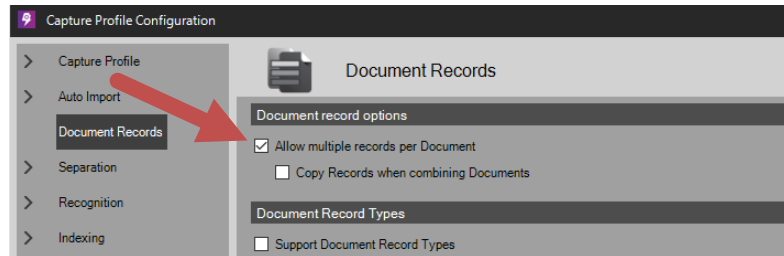 Capture Profile Configuration
Capture Profile
Auto Import
Document Records
Separation
Recognition
Indexing
Document Records
Document record options
Allow multiple records per Document
Copy Records when combining Documents
Document Record Types
Support Document Record Types